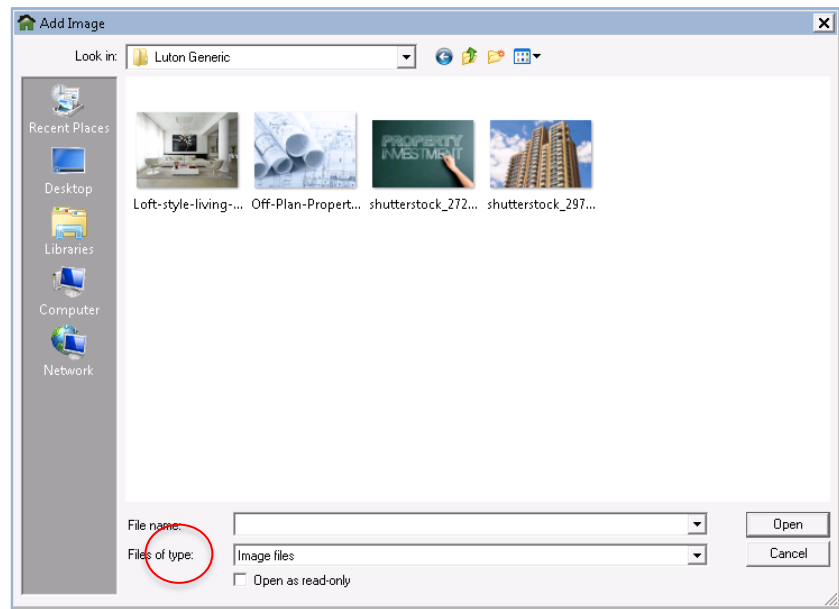 Add Image
Look in:
Luton Generic
Recent Places
Desktop
Libraries
Computer
Network
PROPERTY
INVESTMENT
Loft-style-living-...
Off-Plan-Propert...
shutterstock_272...
shutterstock_297...
File name:
Open
Files of type:
Image files
Cancel
Open as read-only